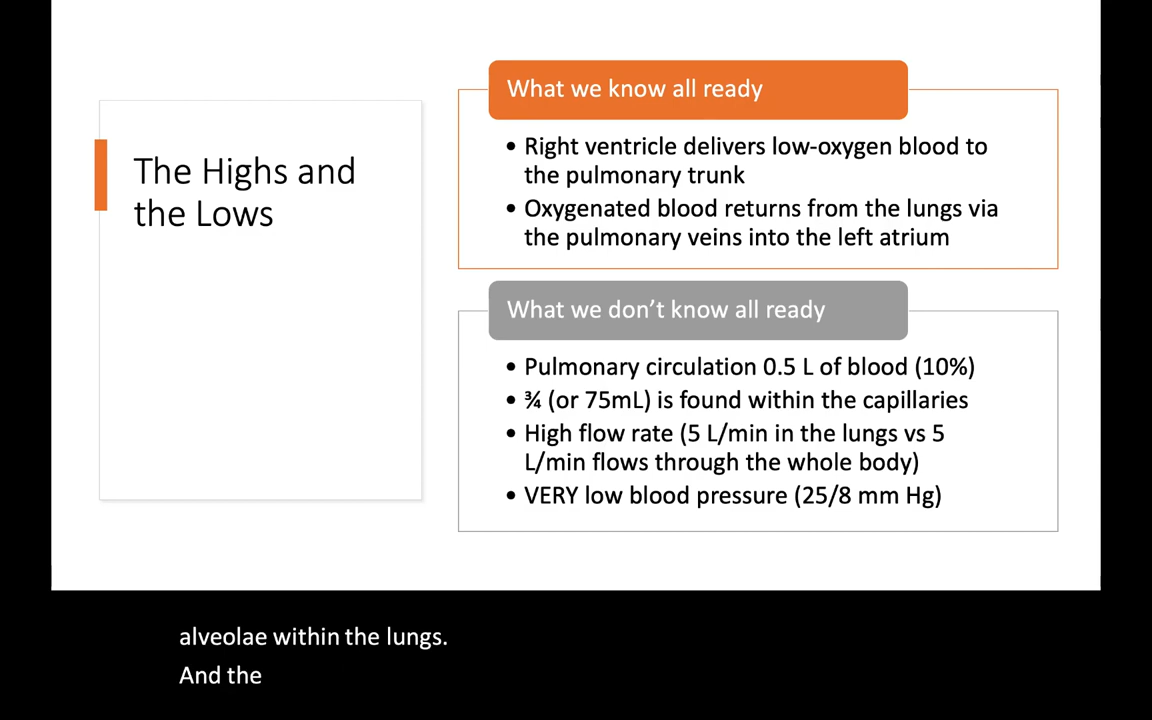 The Highs and
the Lows
What we know all ready
• Right ventricle delivers low-oxygen blood to
the pulmonary trunk
• Oxygenated blood returns from the lungs via
the pulmonary veins into the left atrium
What we don’t know all ready
• Pulmonary circulation 0.5 L of blood (10%)
• ¾ (or 75mL) is found within the capillaries
• High flow rate (5 L/min in the lungs vs 5
L/min flows through the whole body)
• VERY low blood pressure (25/8 mm Hg)
alveolae within the lungs.
And the